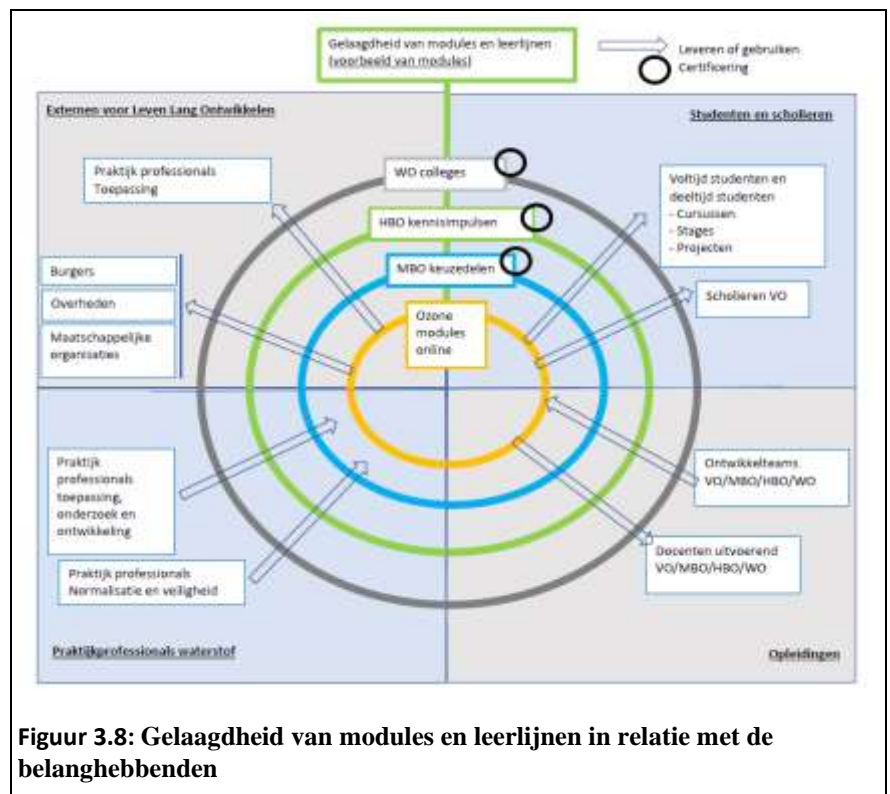 Gelaagdheid van modules en leerlijnen
(voorbeeld van modules)
Leveren of gebruiken
Certificering
Externen voor Leven Lang Ontwikkelen
Studenten en scholieren
Praktijk professionals
Toepassing
WO colleges
Voltijd studenten en
deeltijd studenten
- Cursussen
- Stages
- Projecten
HBO kennisimpulsen
MBO keuzedelen
Burgers
Overheden
Maatschappelijke
organisaties
Ozone
modules
online
Scholieren VO
Praktijk
professionals
toepassing,
onderzoek en
ontwikkeling
Ontwikkelteams
VO/MBO/HBO/WO
Praktijk professionals
Normalisatie en veiligheid
Docenten uitvoerend
VO/MBO/HBO/WO
Praktijkprofessionals waterstof
Opleidingen
Figuur 3.8: Gelaagdheid van modules en leerlijnen in relatie met de
belanghebbenden